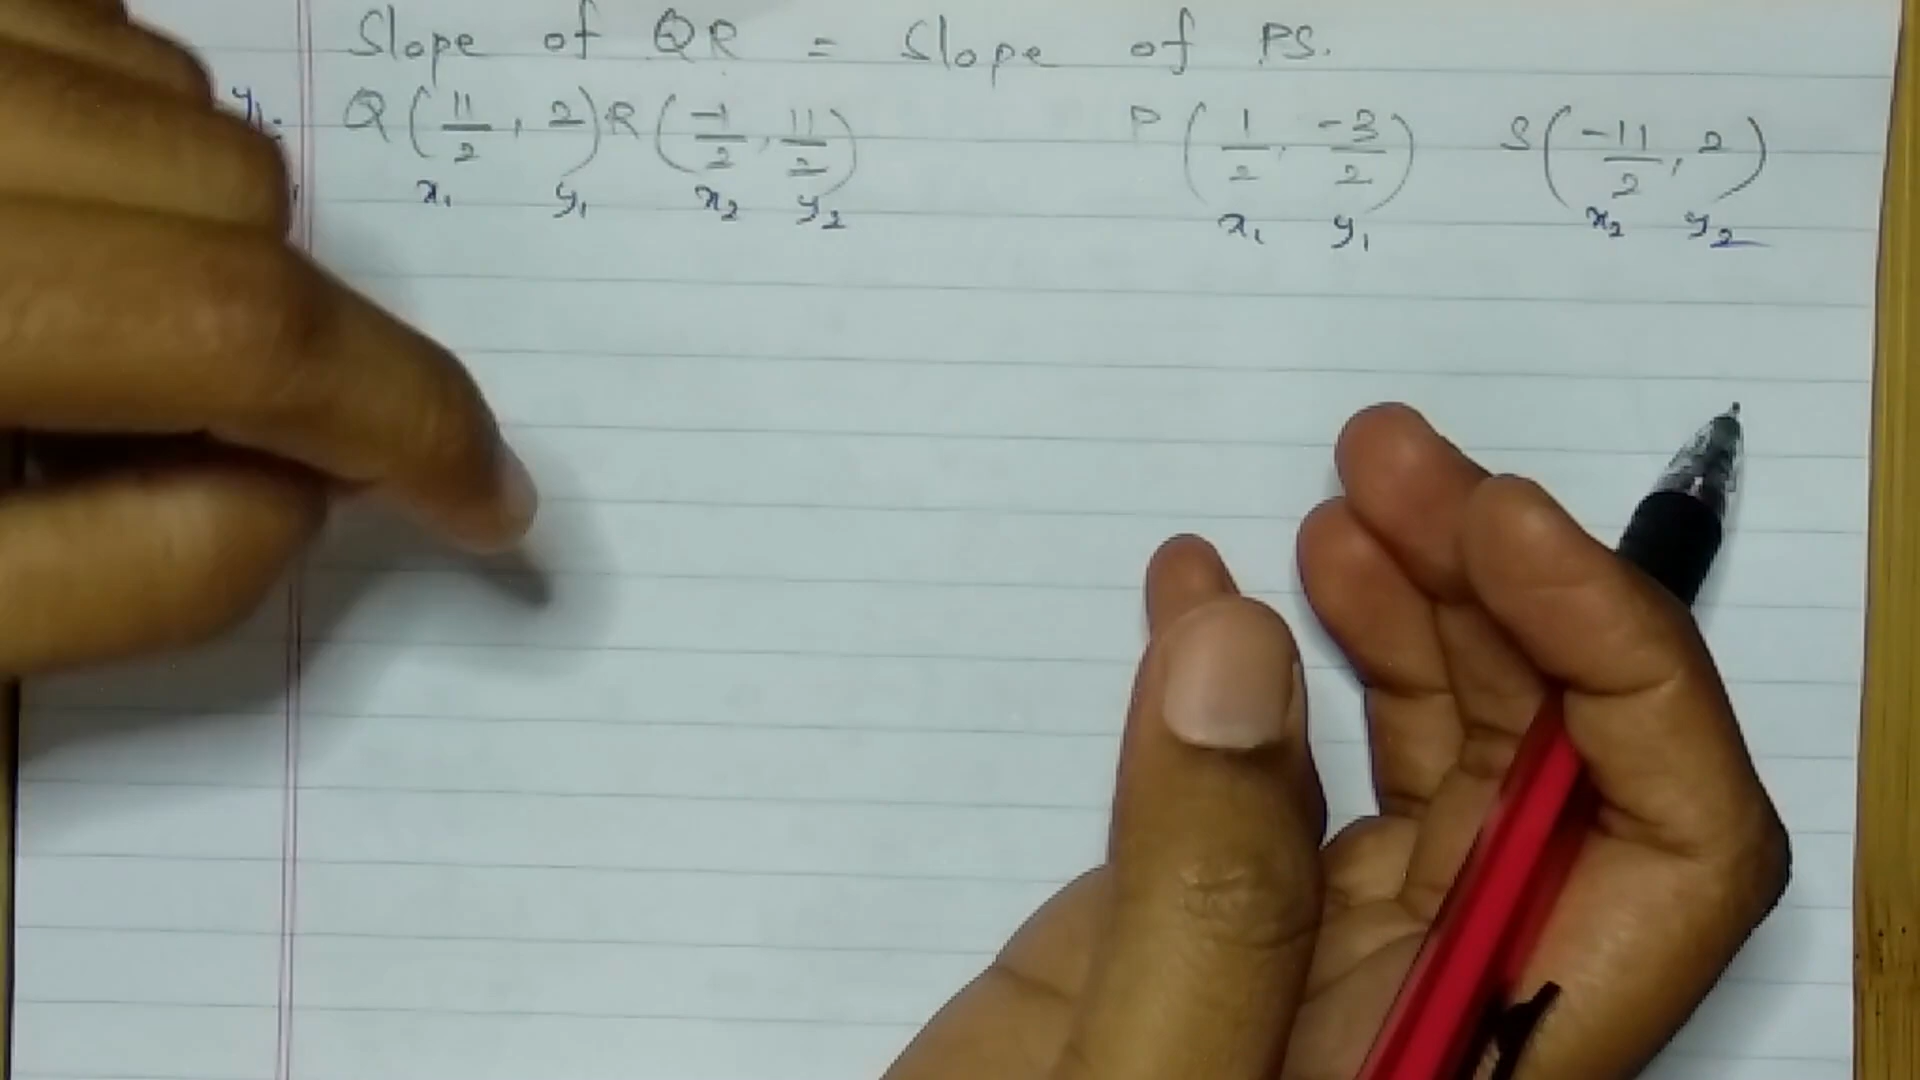 Slope of QR = Slope of PS.
y₁. Q (11/2, 2) R (-1/2, 11/2) P (1/2, -3/2) S (-11/2, 2)
x₁ y₁ x₂ y₂ x₁ y₁ x₂ y₂